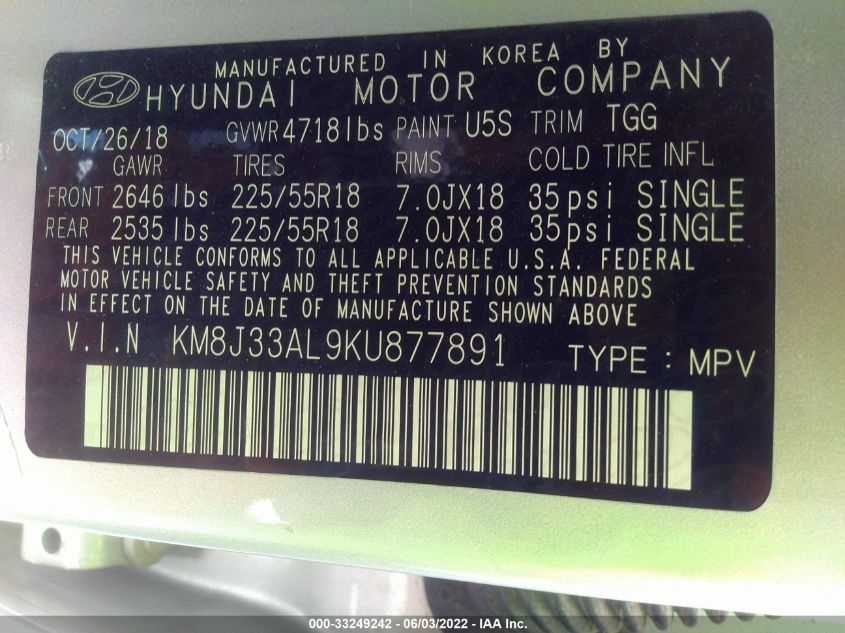 MANUFACTURED IN KOREA BY
HYUNDAI MOTOR COMPANY
OCT/26/18 GVWR 4718lbs PAINT U5S TRIM TGG
GAWR TIRES RIMS COLD TIRE INFL
FRONT 2646 lbs 225/55R18 7.0JX18 35psi SINGLE
REAR 2535 lbs 225/55R18 7.0JX18 35psi SINGLE
THIS VEHICLE CONFORMS TO ALL APPLICABLE U.S.A. FEDERAL
MOTOR VEHICLE SAFETY AND THEFT PREVENTION STANDARDS
IN EFFECT ON THE DATE OF MANUFACTURE SHOWN ABOVE
V.I.N KM8J33AL9KU877891 TYPE : MPV
000-33249242 - 06/03/2022 - IAA Inc.